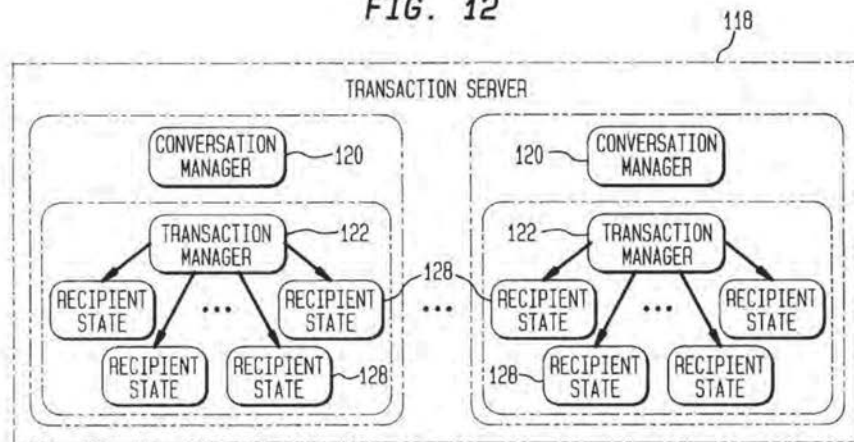 FIG. 12
118
TRANSACTION SERVER
CONVERSATION
MANAGER
120
120
CONVERSATION
MANAGER
TRANSACTION
MANAGER
122
122
TRANSACTION
MANAGER
RECIPIENT
STATE
...
RECIPIENT
STATE
128
...
RECIPIENT
STATE
...
RECIPIENT
STATE
RECIPIENT
STATE
RECIPIENT
STATE
128
128
RECIPIENT
STATE
RECIPIENT
STATE